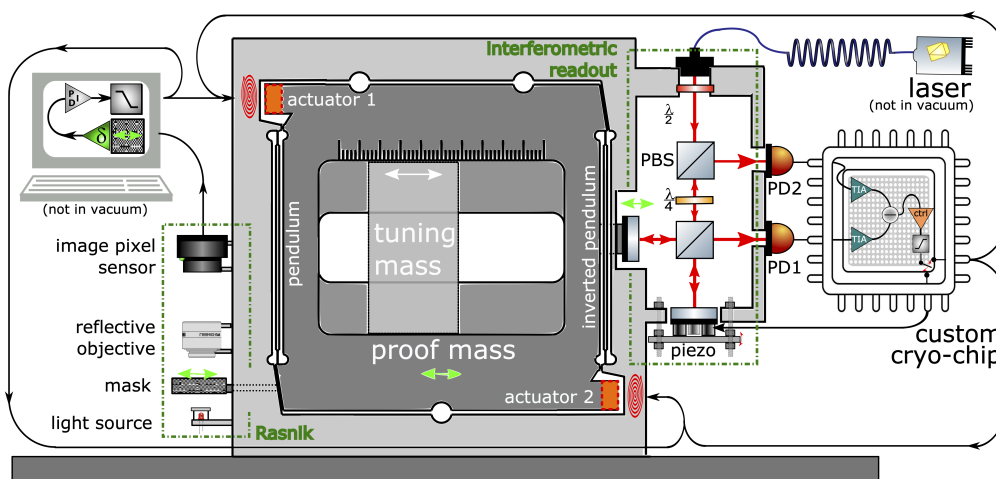 interferometric
readout
laser
(not in vacuum)
actuator 1
λ
2
PBS
λ
4
PD2
PD1
P I
D
δ
(not in vacuum)
image pixel
sensor
reflective
objective
mask
light source
Rasnik
pendulum
tuning
mass
inverted pendulum
proof mass
actuator 2
piezo
TIA
TIA
ctrl
custom
cryo-chip